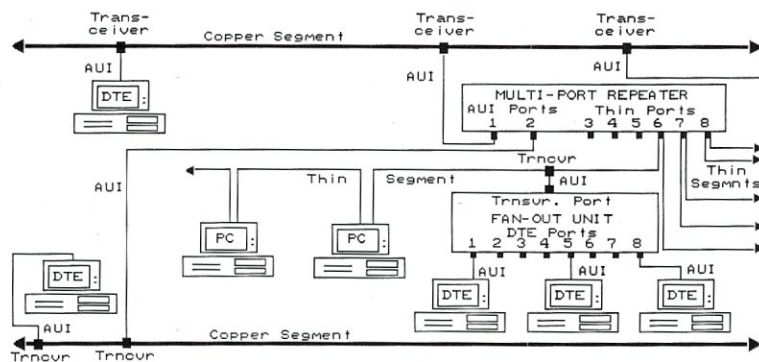 Trans- Trans- Trans-
ceiver ceiver ceiver
Copper Segment
AUI AUI AUI
DTE
MULTI-PORT REPEATER
AUI Ports Thin Ports
1 2 3 4 5 6 7 8
Trncvr
AUI
Thin Segment
AUI
Thin
Segmnts
Trnsvr. Port
FAN-OUT UNIT
DTE Ports
1 2 3 4 5 6 7 8
PC PC
DTE
AUI AUI AUI
DTE DTE DTE
AUI
Copper Segment
Trncvr Trncvr